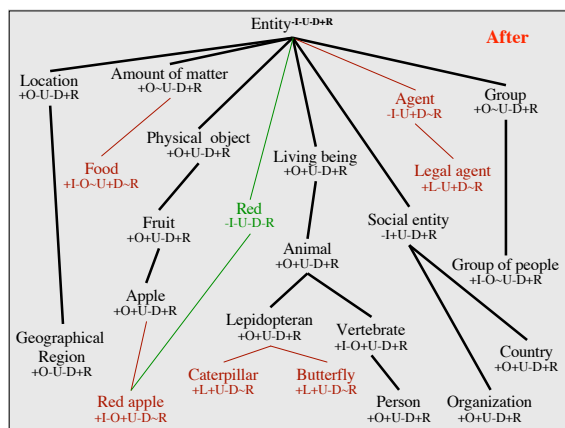 Entity-I-U-D+R
After
Location
+O-U-D+R
Amount of matter
+O~U-D+R
Agent
-I-U+D~R
Group
+O~U-D+R
Physical object
+O+U-D+R
Living being
+O+U-D+R
Food
+I-O~U+D~R
Legal agent
+L-U+D~R
Red
-I-U-D-R
Fruit
+O+U-D+R
Social entity
-I+U-D+R
Animal
+O+U-D+R
Group of people
+I-O~U-D+R
Apple
+O+U-D+R
Lepidopteran
+O+U-D+R
Vertebrate
+I-O+U-D+R
Geographical
Region
+O-U-D+R
Country
+O+U-D+R
Caterpillar
+L+U-D~R
Butterfly
+L+U-D~R
Red apple
+I-O+U-D~R
Person
+O+U-D+R
Organization
+O+U-D+R